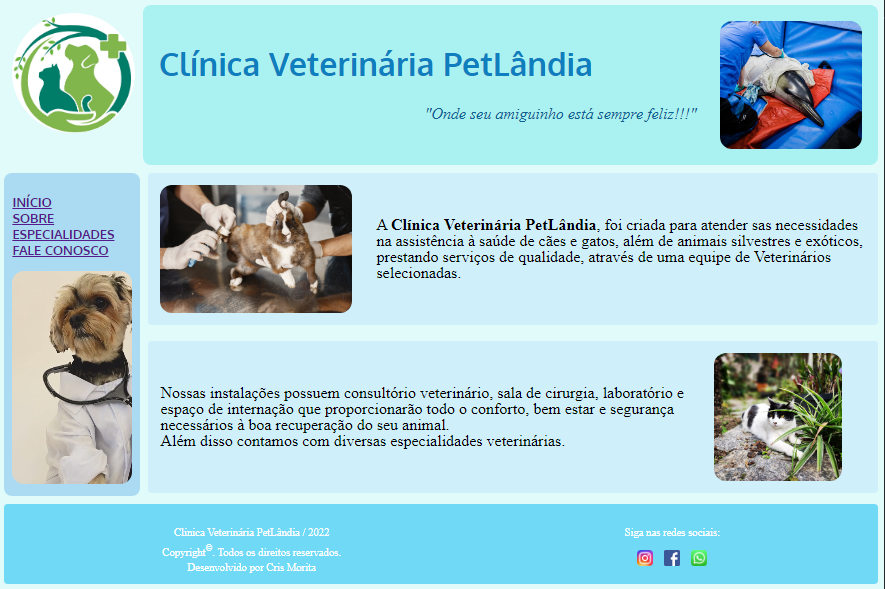 Clínica Veterinária PetLândia
"Onde seu amiguinho está sempre feliz!!!"
INÍCIO
SOBRE
ESPECIALIDADES
FALE CONOSCO
A Clínica Veterinária PetLândia, foi criada para atender sas necessidades
na assistência à saúde de cães e gatos, além de animais silvestres e exóticos,
prestando serviços de qualidade, através de uma equipe de Veterinários
selecionadas.
Nossas instalações possuem consultório veterinário, sala de cirurgia, laboratório e
espaço de internação que proporcionarão todo o conforto, bem estar e segurança
necessários à boa recuperação do seu animal.
Além disso contamos com diversas especialidades veterinárias.
Clinica Veterinária PetLândia / 2022
Copyright©. Todos os direitos reservados.
Desenvolvido por Cris Morita
Siga nas redes sociais: